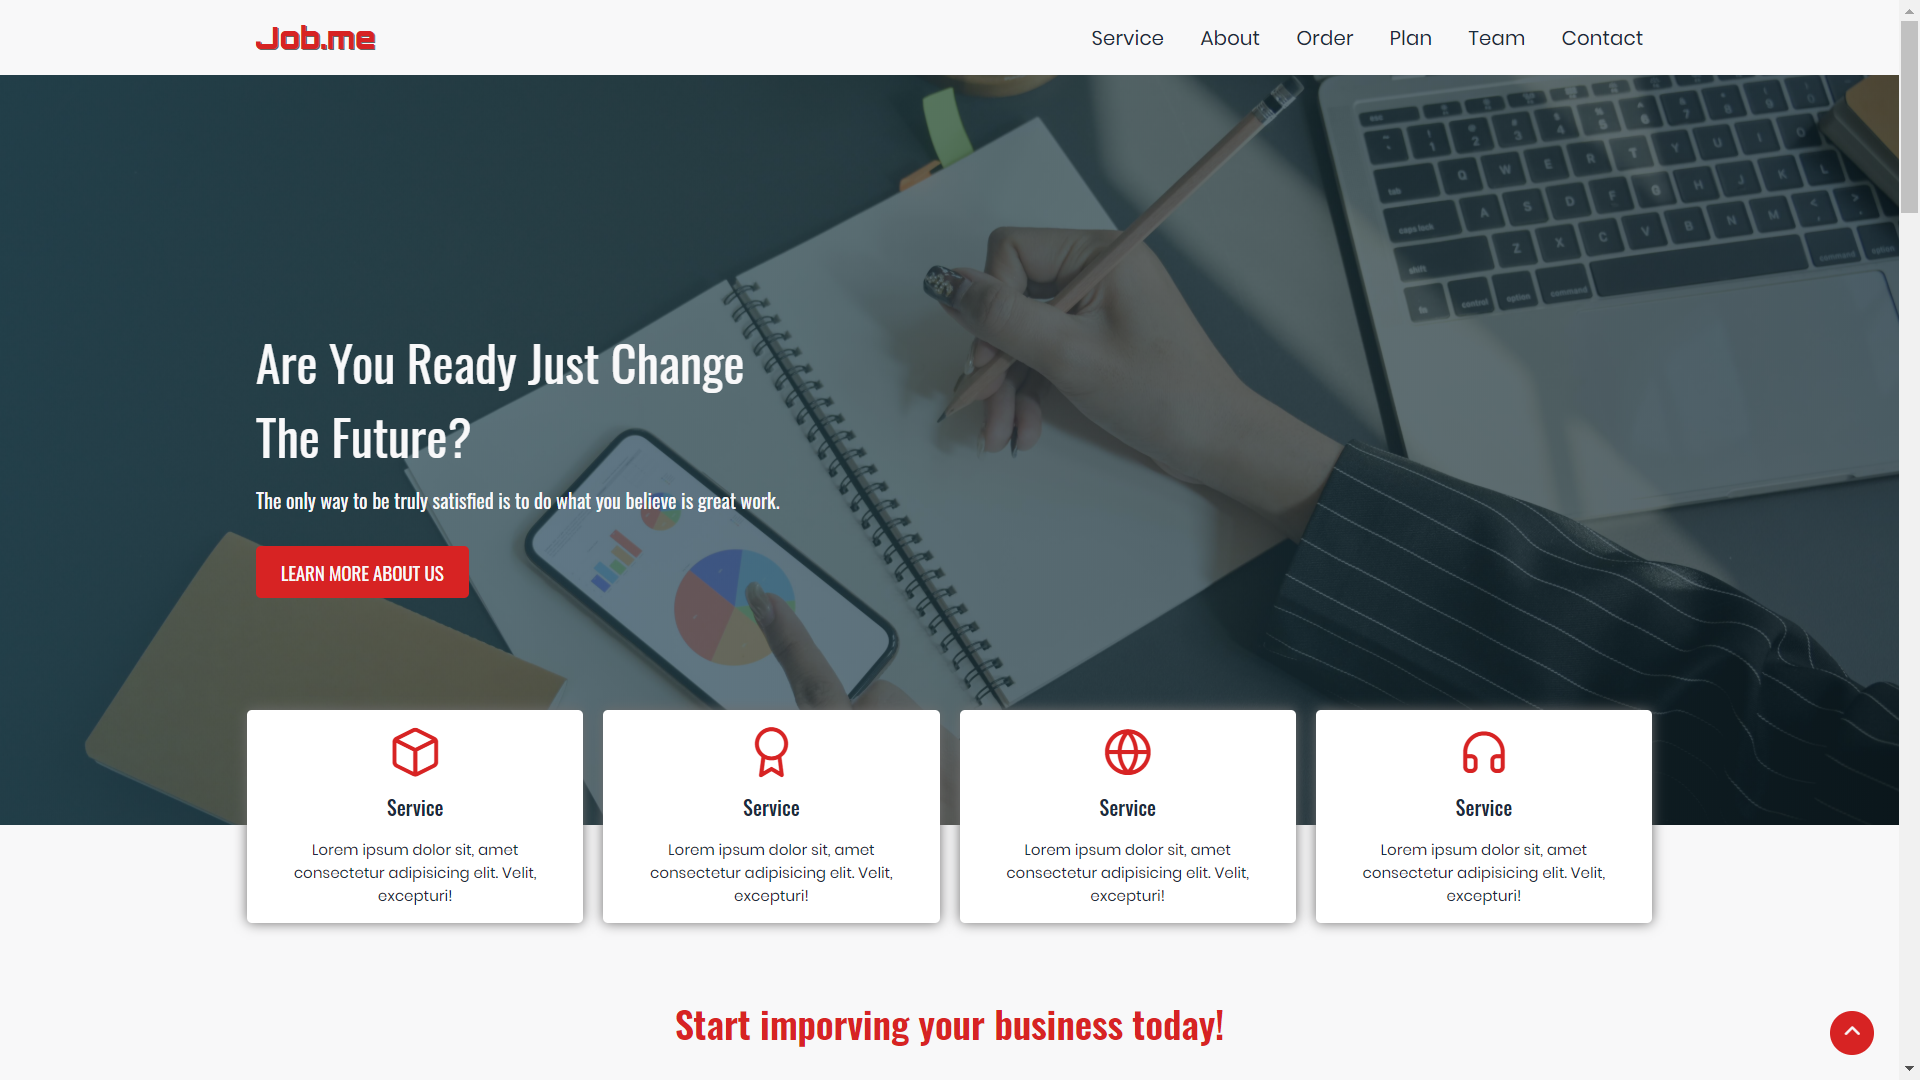 Job.me
Service About Order Plan Team Contact
Are You Ready Just Change
The Future?
The only way to be truly satisfied is to do what you believe is great work.
LEARN MORE ABOUT US
Service
Lorem ipsum dolor sit, amet
consectetur adipisicing elit. Velit,
excepturi!
Service
Lorem ipsum dolor sit, amet
consectetur adipisicing elit. Velit,
excepturi!
Service
Lorem ipsum dolor sit, amet
consectetur adipisicing elit. Velit,
excepturi!
Service
Lorem ipsum dolor sit, amet
consectetur adipisicing elit. Velit,
excepturi!
Start imporving your business today!